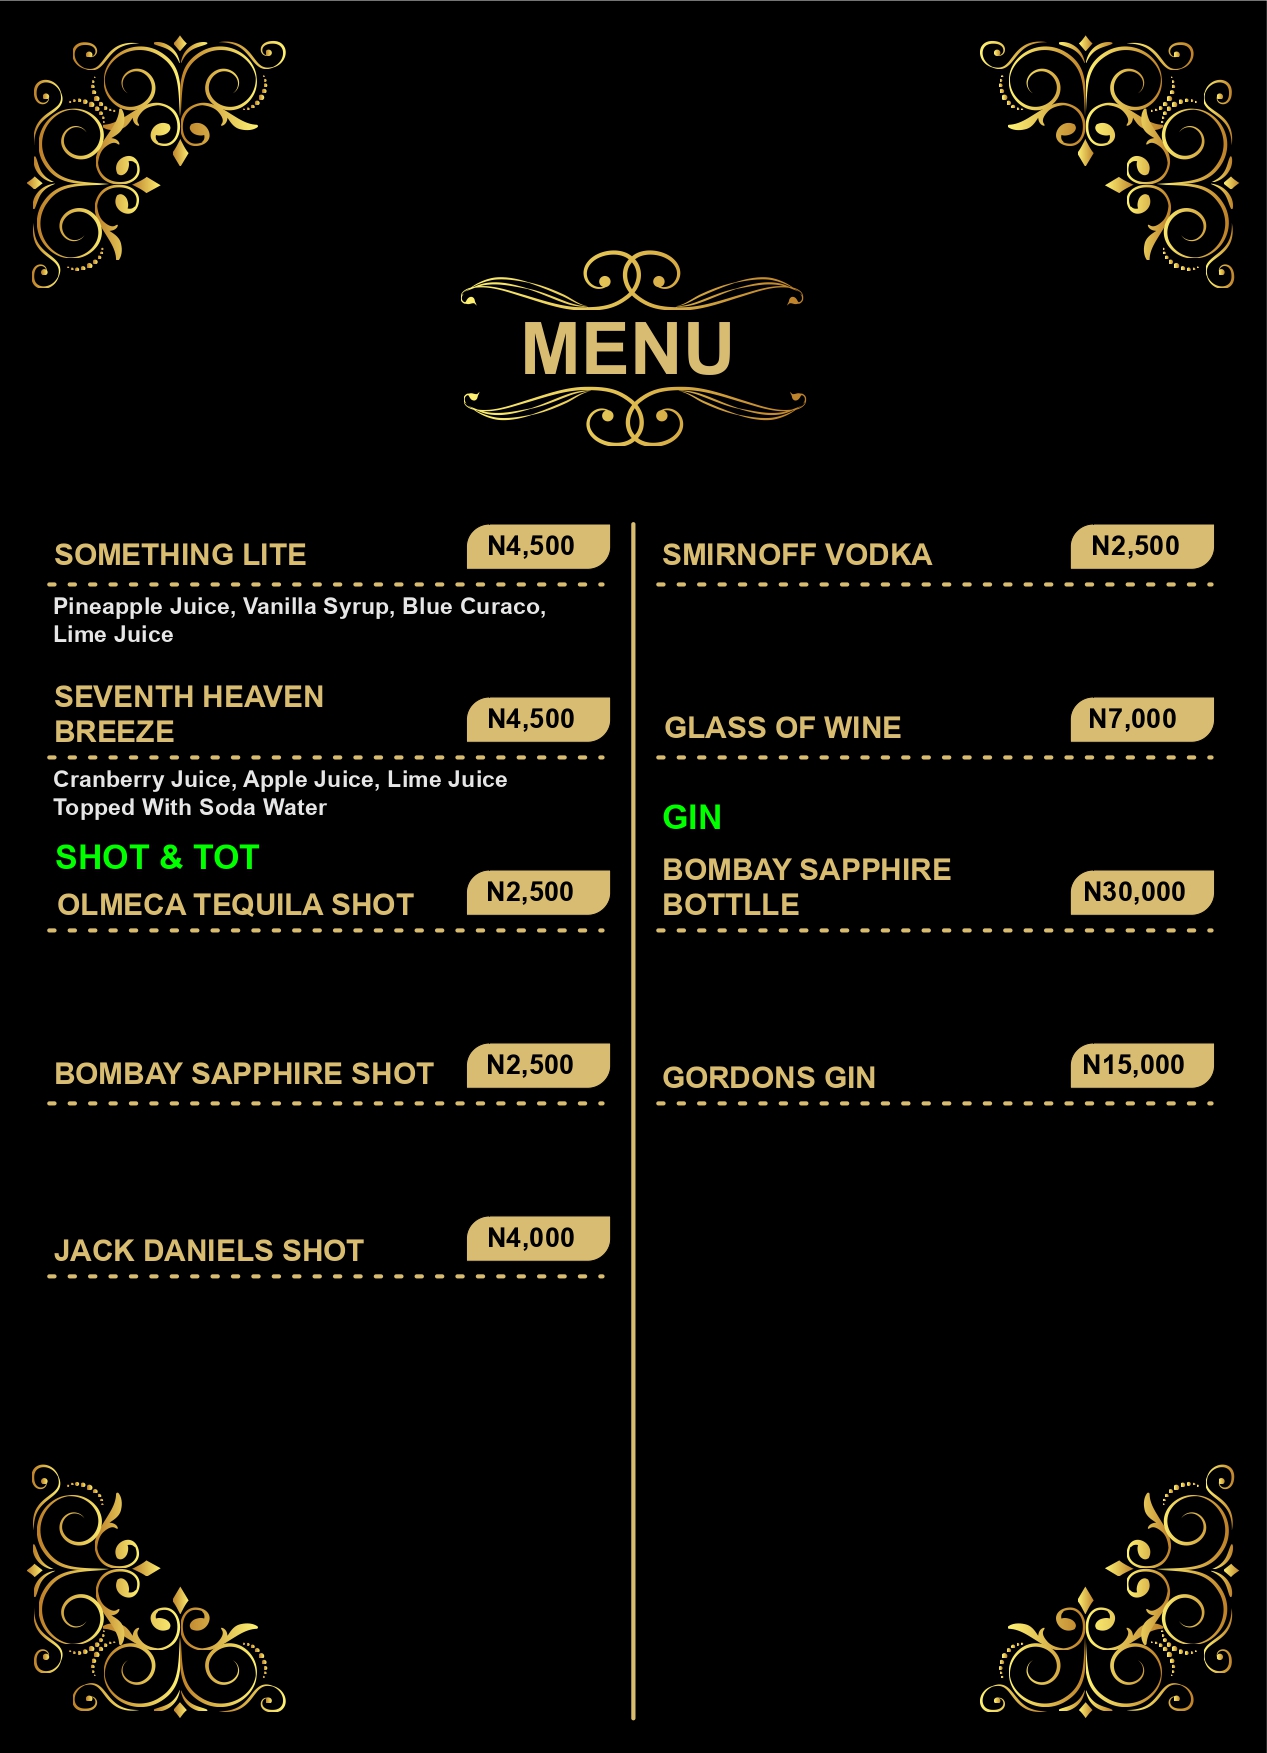 MENU
SOMETHING LITE
N4,500
Pineapple Juice, Vanilla Syrup, Blue Curaco,
Lime Juice
SEVENTH HEAVEN
BREEZE
N4,500
Cranberry Juice, Apple Juice, Lime Juice
Topped With Soda Water
SHOT & TOT
OLMECA TEQUILA SHOT
N2,500
BOMBAY SAPPHIRE SHOT
N2,500
JACK DANIELS SHOT
N4,000
SMIRNOFF VODKA
N2,500
GLASS OF WINE
N7,000
GIN
BOMBAY SAPPHIRE
BOTTLLE
N30,000
GORDONS GIN
N15,000